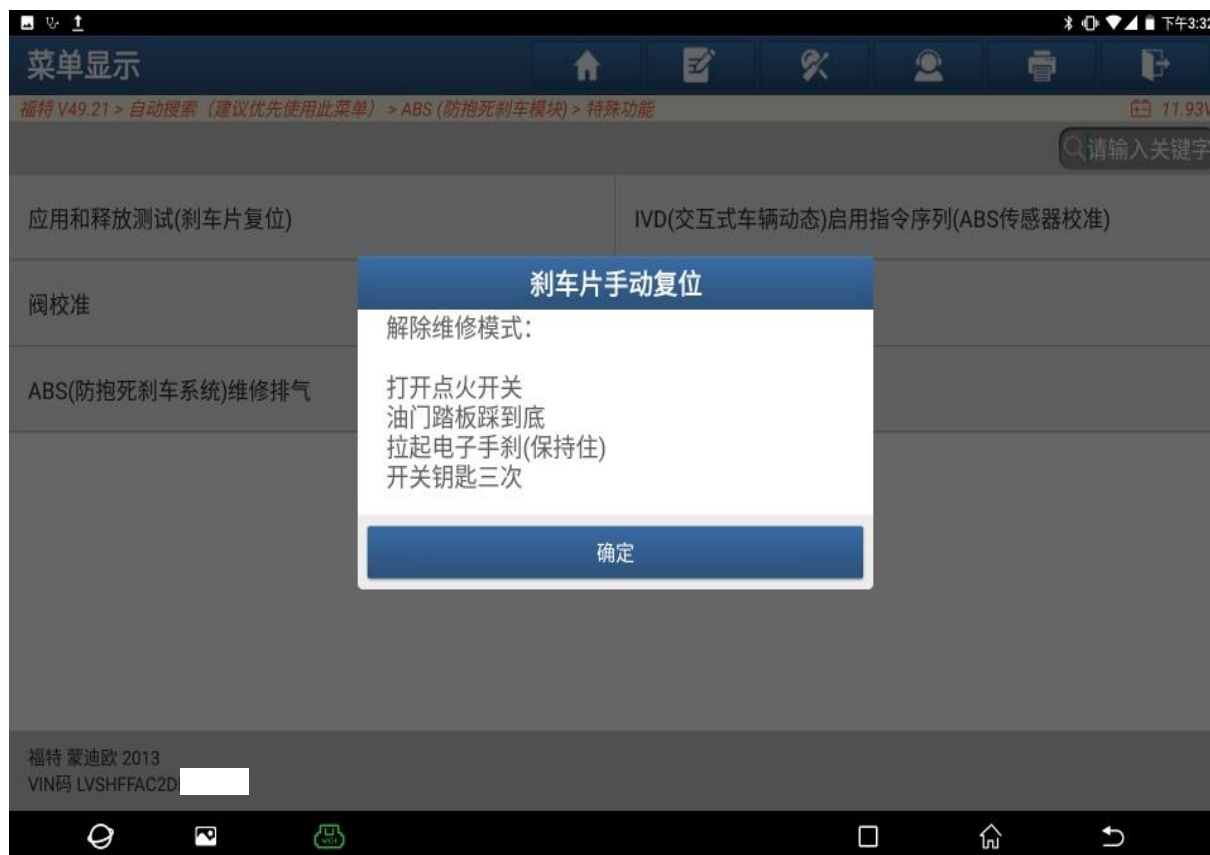 下午3:32
菜单显示
福特 V49.21 > 自动搜索（建议优先使用此菜单）> ABS (防抱死刹车模块) > 特殊功能
11.93V
请输入关键字
应用和释放测试(刹车片复位)
IVD(交互式车辆动态)启用指令序列(ABS传感器校准)
刹车片手动复位
阀校准
解除维修模式：
ABS(防抱死刹车系统)维修排气
打开点火开关
油门踏板踩到底
拉起电子手刹(保持住)
开关钥匙三次
确定
福特 蒙迪欧 2013
VIN码 LVSHFFAC2D
VCI